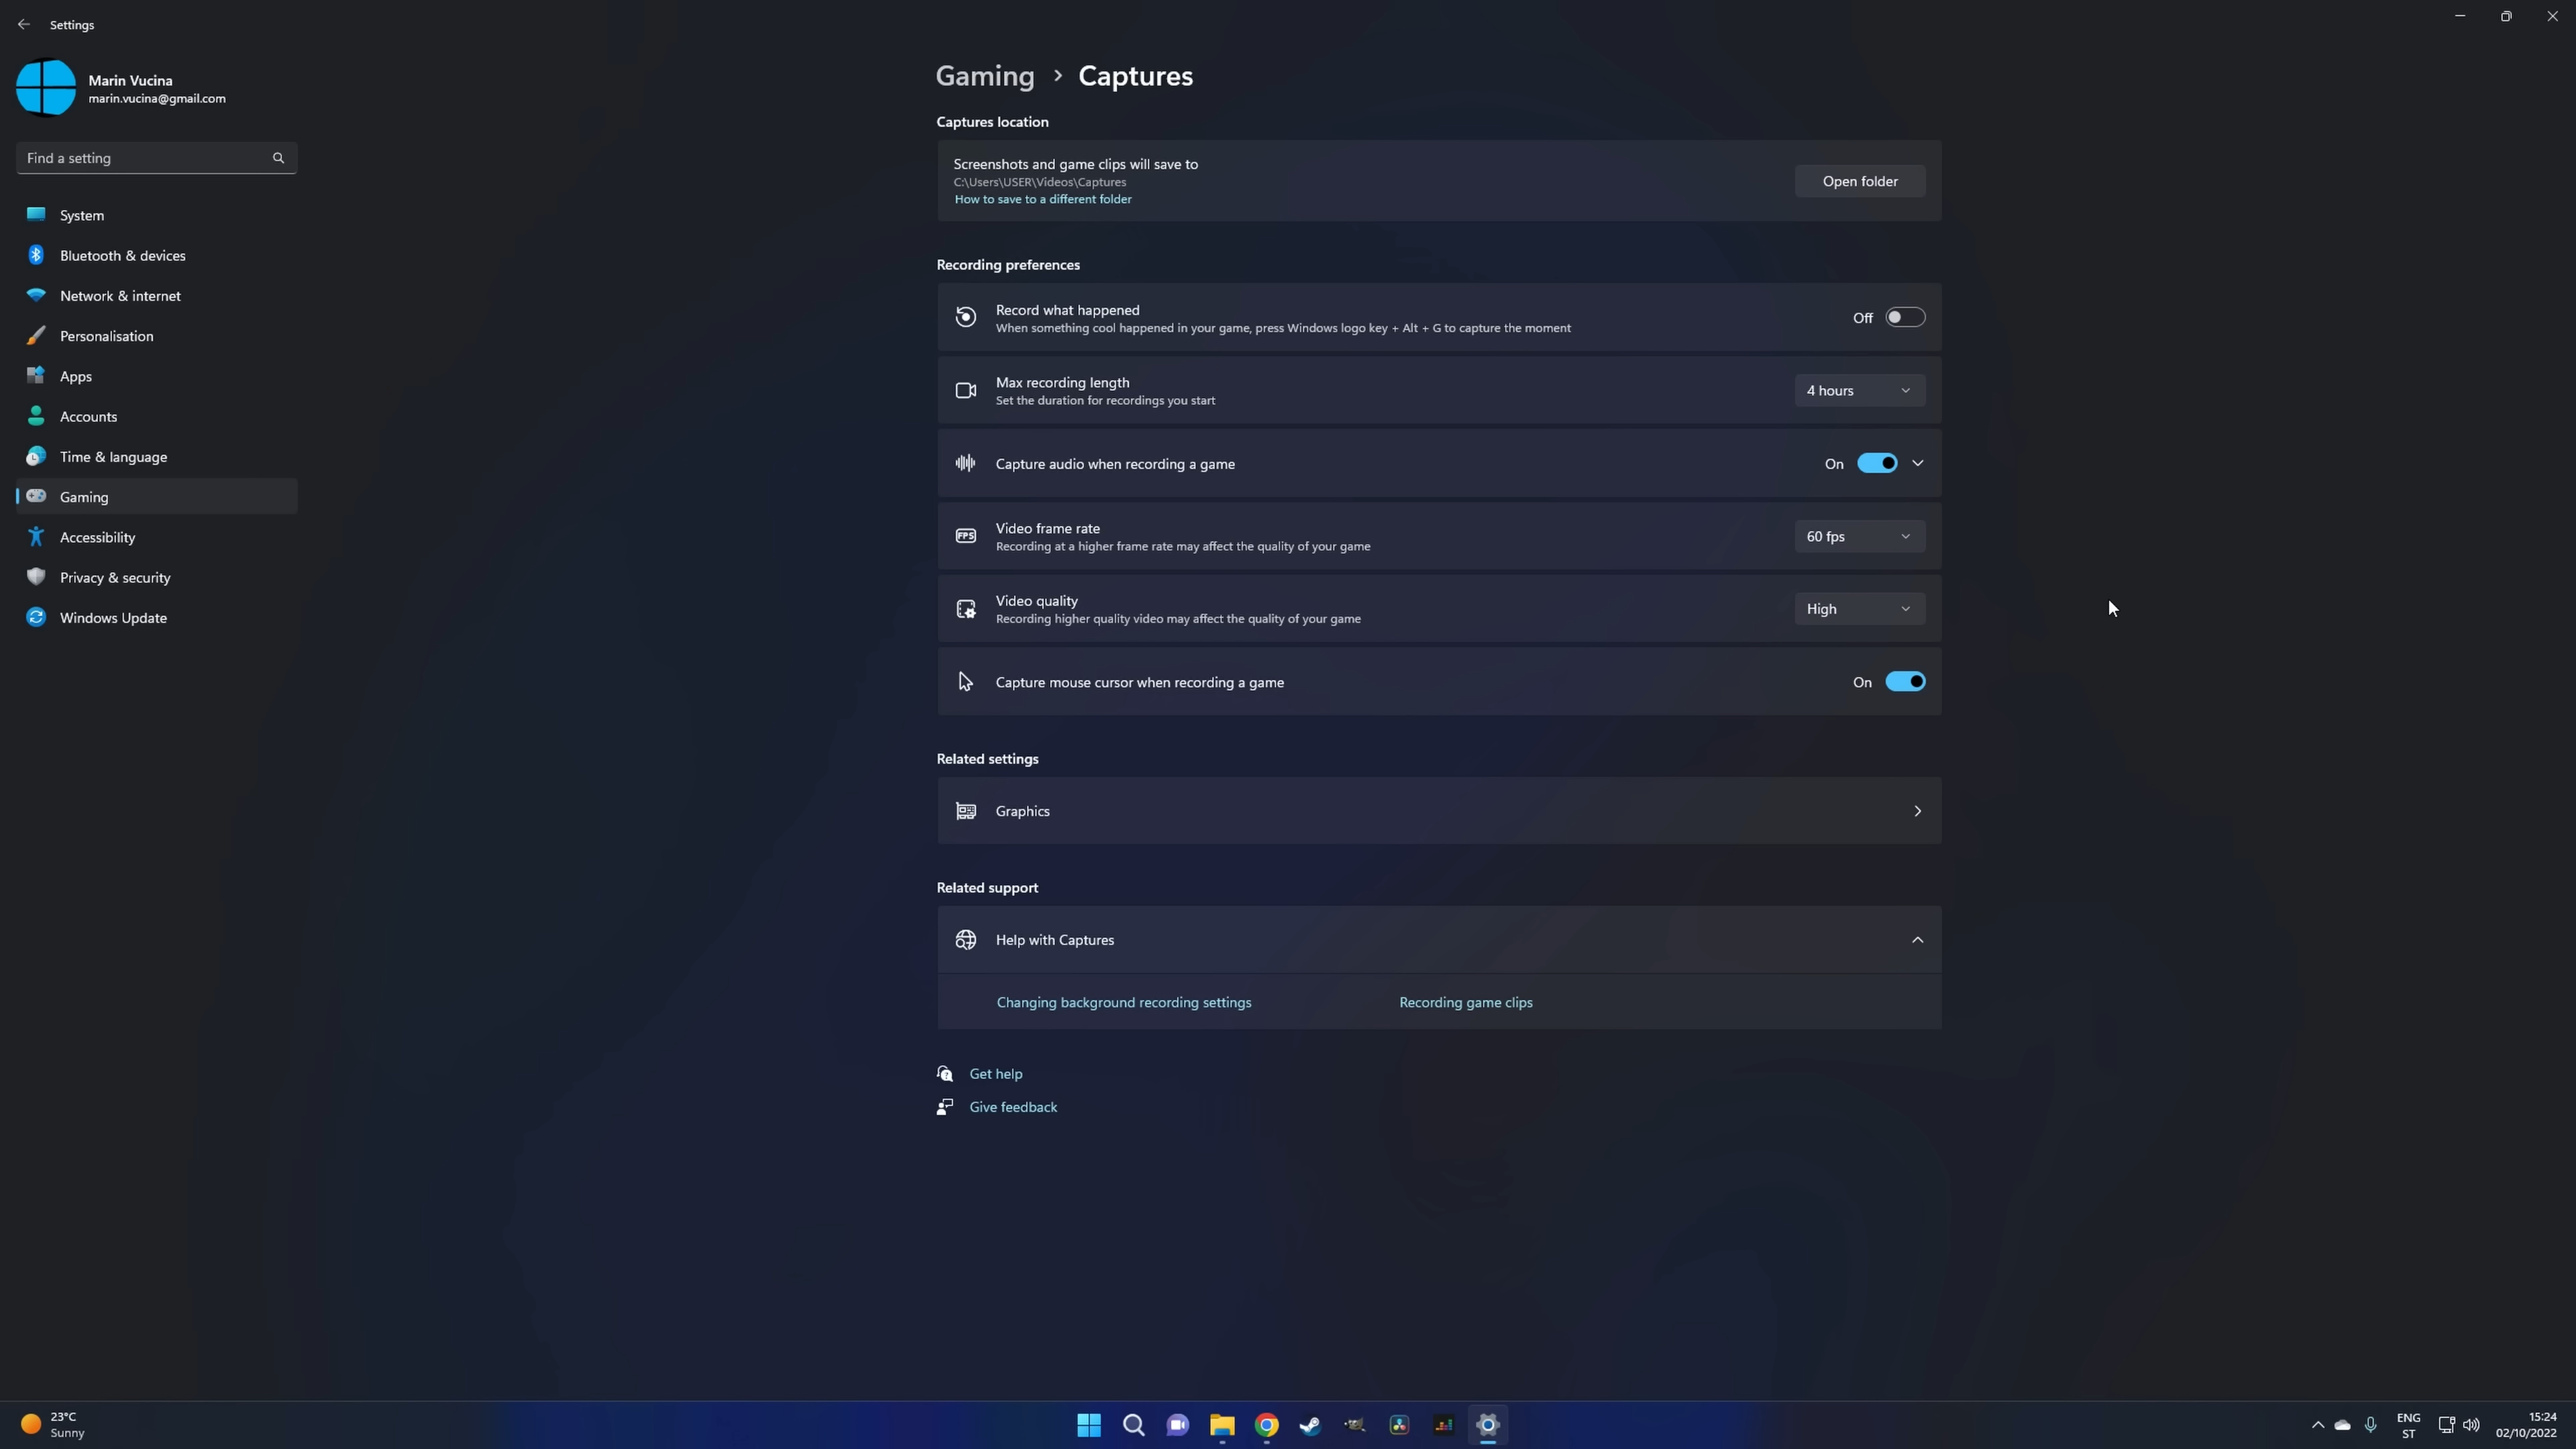 Settings
Marin Vucina
marin.vucina@gmail.com
Find a setting
System
Bluetooth & devices
Network & internet
Personalisation
Apps
Accounts
Time & language
Gaming
Accessibility
Privacy & security
Windows Update
Gaming > Captures
Captures location
Screenshots and game clips will save to
C:\Users\USER\Videos\Captures
How to save to a different folder
Open folder
Recording preferences
Record what happened
When something cool happened in your game, press Windows logo key + Alt + G to capture the moment
Off
Max recording length
Set the duration for recordings you start
4 hours
Capture audio when recording a game
On
FPS
Video frame rate
Recording at a higher frame rate may affect the quality of your game
60 fps
Video quality
Recording higher quality video may affect the quality of your game
High
Capture mouse cursor when recording a game
On
Related settings
Graphics
Related support
Help with Captures
Changing background recording settings
Recording game clips
Get help
Give feedback
23°C
Sunny
ENG
ST
15:24
02/10/2022